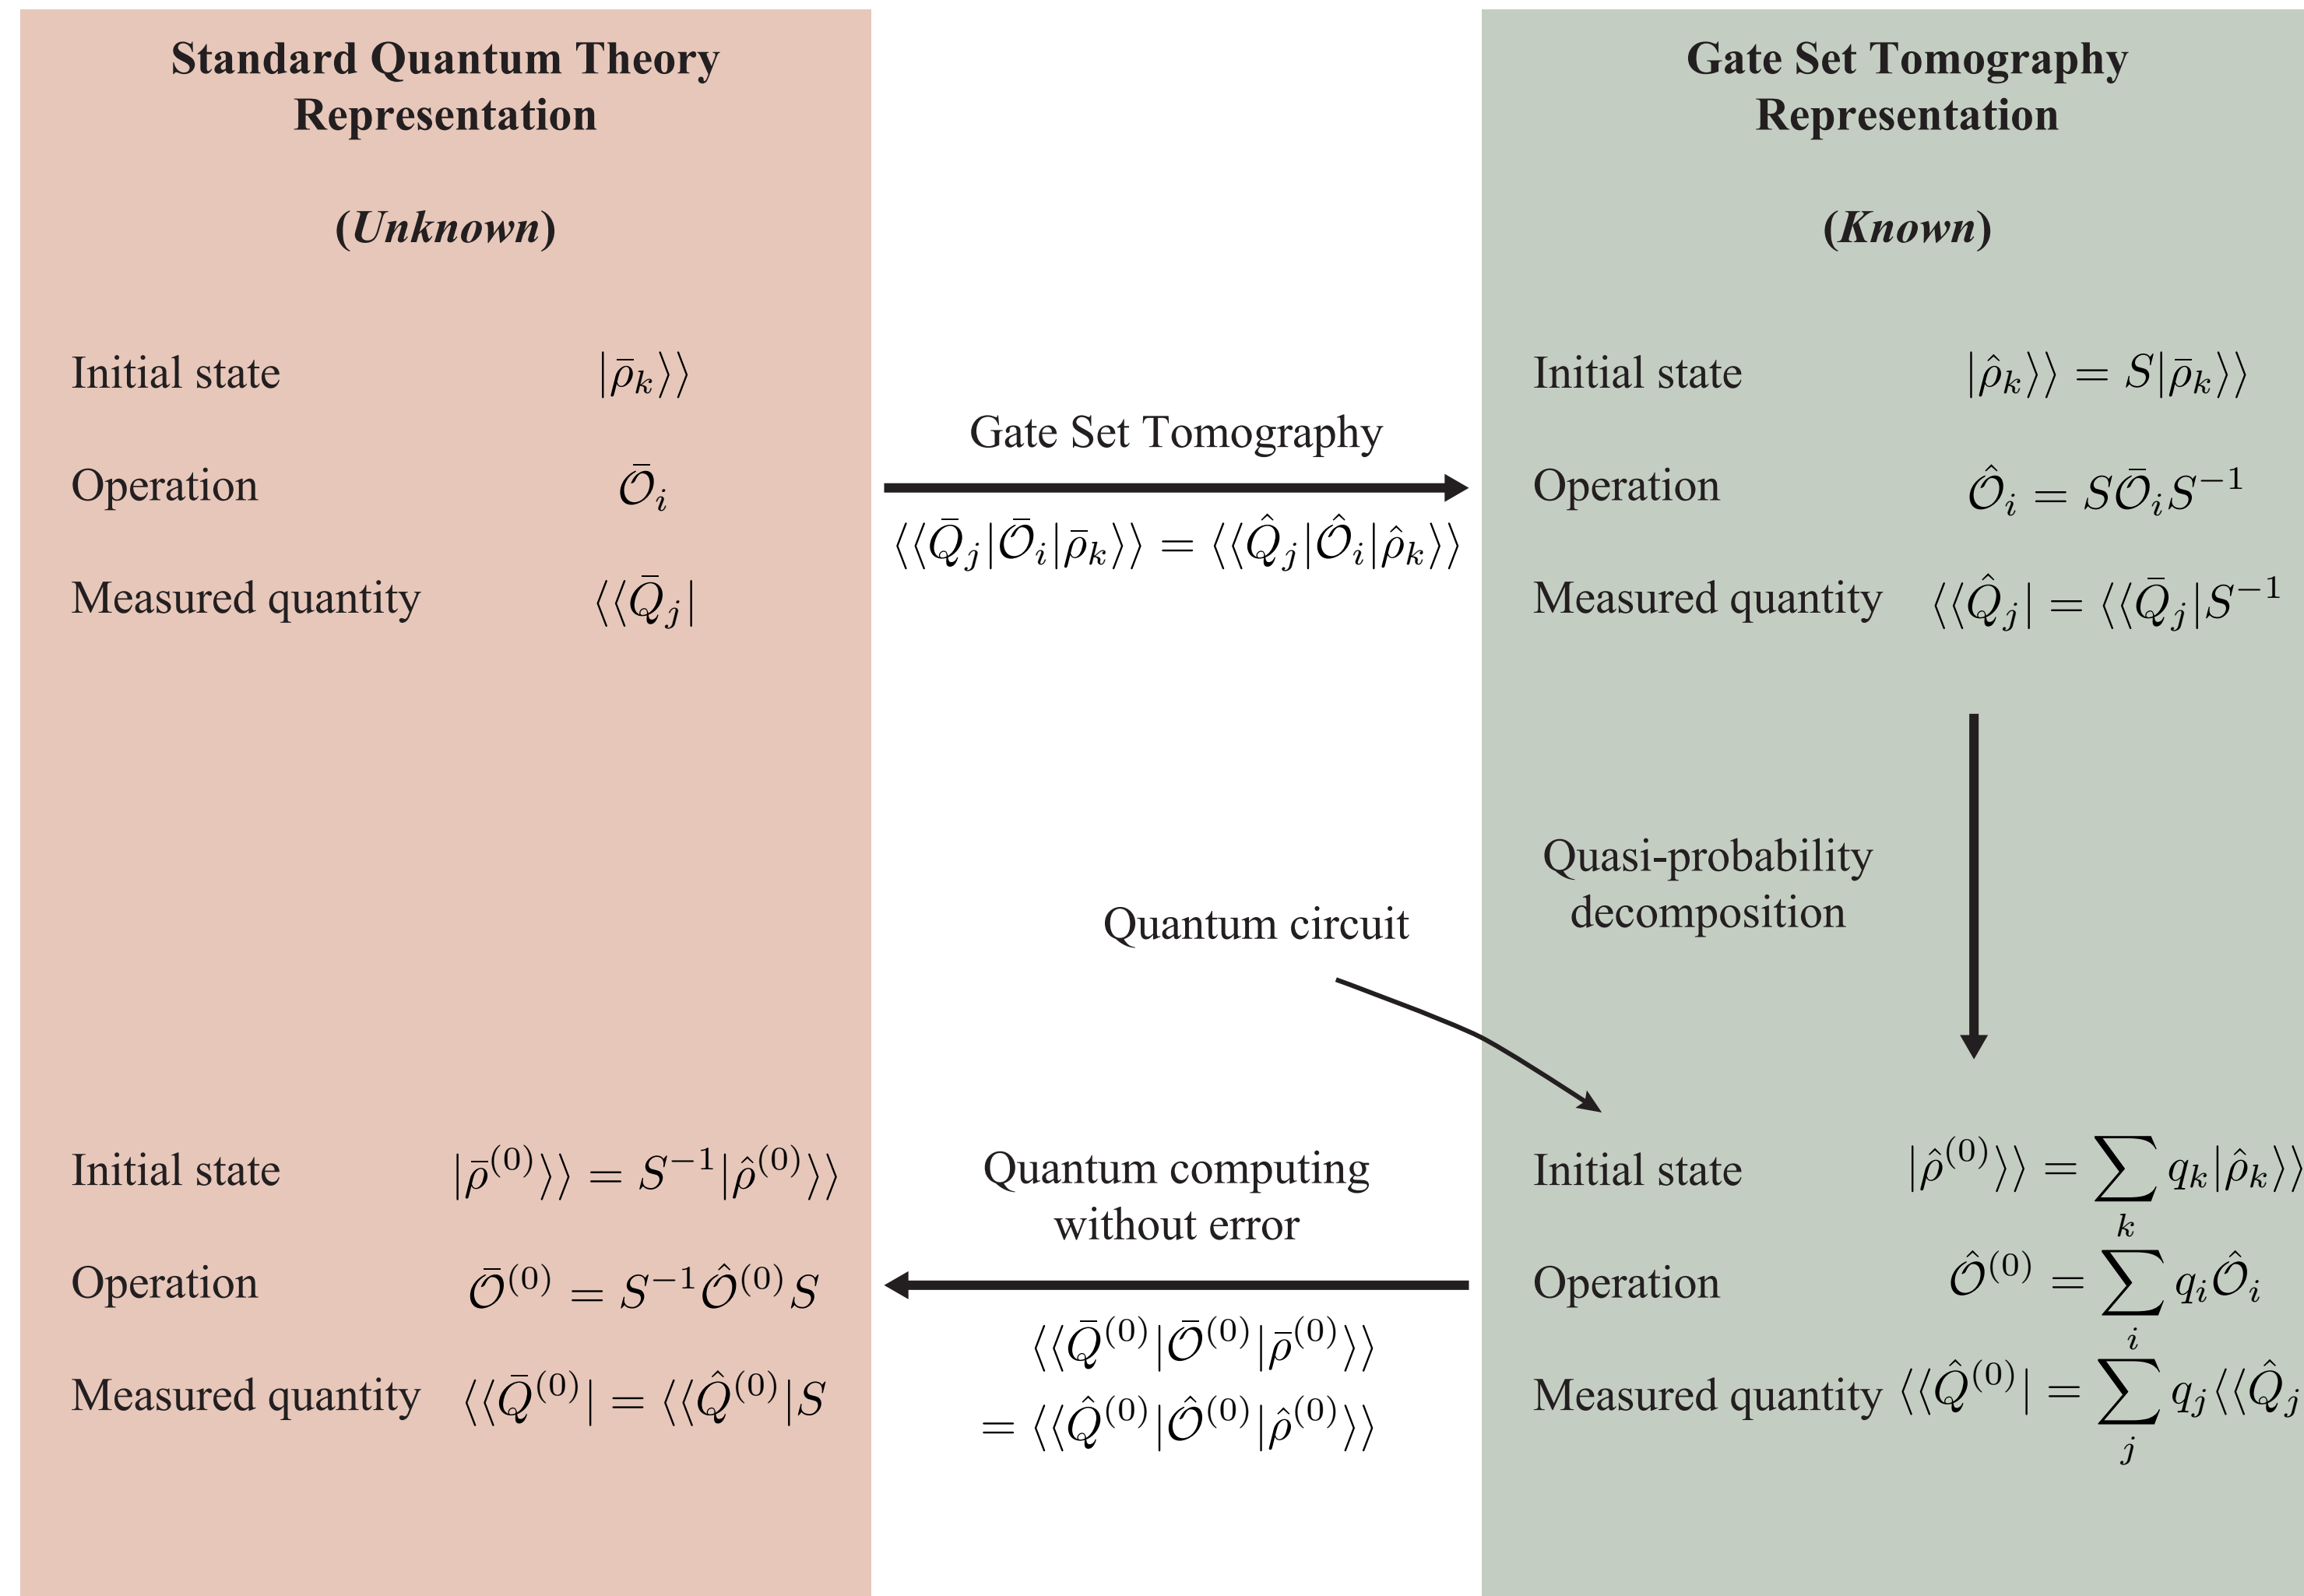 Standard Quantum Theory
Representation
(Unknown)
Initial state |ρ̄_k⟩⟩
Operation 𝒪̄_i
Measured quantity ⟨⟨Q̄_j|
Gate Set Tomography
⟨⟨Q̄_j|𝒪̄_i|ρ̄_k⟩⟩ = ⟨⟨Q̂_j|𝒪̂_i|ρ̂_k⟩⟩
Gate Set Tomography
Representation
(Known)
Initial state |ρ̂_k⟩⟩ = S|ρ̄_k⟩⟩
Operation 𝒪̂_i = S𝒪̄_iS^{−1}
Measured quantity ⟨⟨Q̂_j| = ⟨⟨Q̄_j|S^{−1}
Quasi-probability
decomposition
Quantum circuit
Initial state |ρ̂^{(0)}⟩⟩ = ∑_k q_k|ρ̂_k⟩⟩
Operation 𝒪̂^{(0)} = ∑_i q_i𝒪̂_i
Measured quantity ⟨⟨Q̂^{(0)}| = ∑_j q_j⟨⟨Q̂_j
Quantum computing
without error
⟨⟨Q̄^{(0)}|𝒪̄^{(0)}|ρ̄^{(0)}⟩⟩
= ⟨⟨Q̂^{(0)}|𝒪̂^{(0)}|ρ̂^{(0)}⟩⟩
Initial state |ρ̄^{(0)}⟩⟩ = S^{−1}|ρ̂^{(0)}⟩⟩
Operation 𝒪̄^{(0)} = S^{−1}𝒪̂^{(0)}S
Measured quantity ⟨⟨Q̄^{(0)}| = ⟨⟨Q̂^{(0)}|S